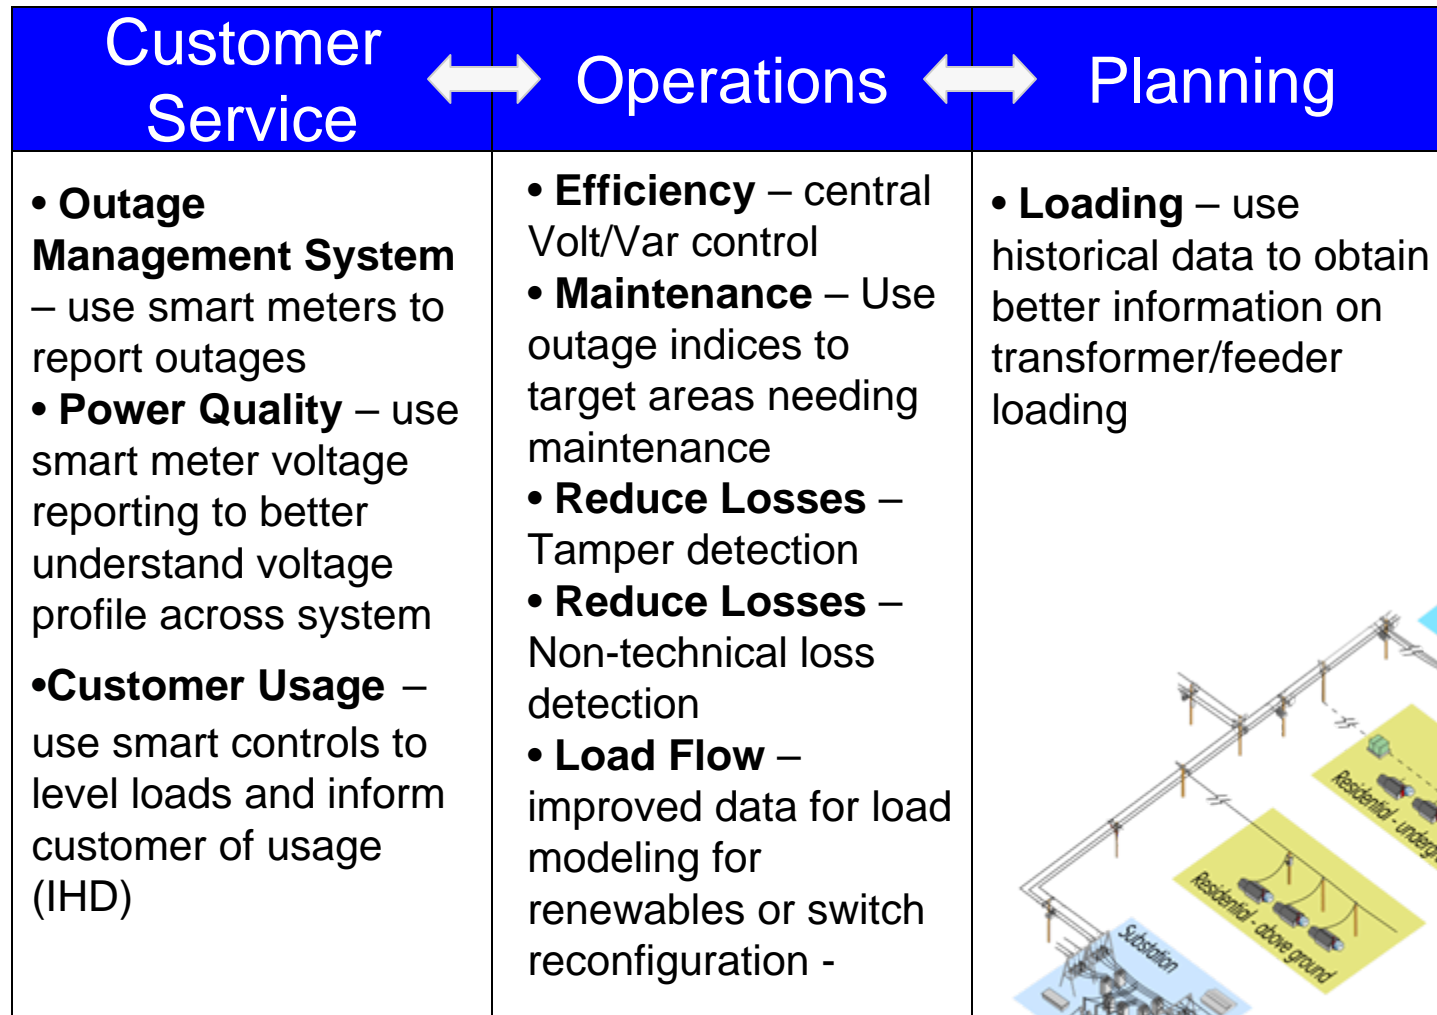 Customer
Service
Operations
Planning
• Outage
Management System
– use smart meters to
report outages
• Power Quality – use
smart meter voltage
reporting to better
understand voltage
profile across system
•Customer Usage –
use smart controls to
level loads and inform
customer of usage
(IHD)
• Efficiency – central
Volt/Var control
• Maintenance – Use
outage indices to
target areas needing
maintenance
• Reduce Losses –
Tamper detection
• Reduce Losses –
Non-technical loss
detection
• Load Flow –
improved data for load
modeling for
renewables or switch
reconfiguration -
• Loading – use
historical data to obtain
better information on
transformer/feeder
loading
Residential -
Residential - above ground
Substation